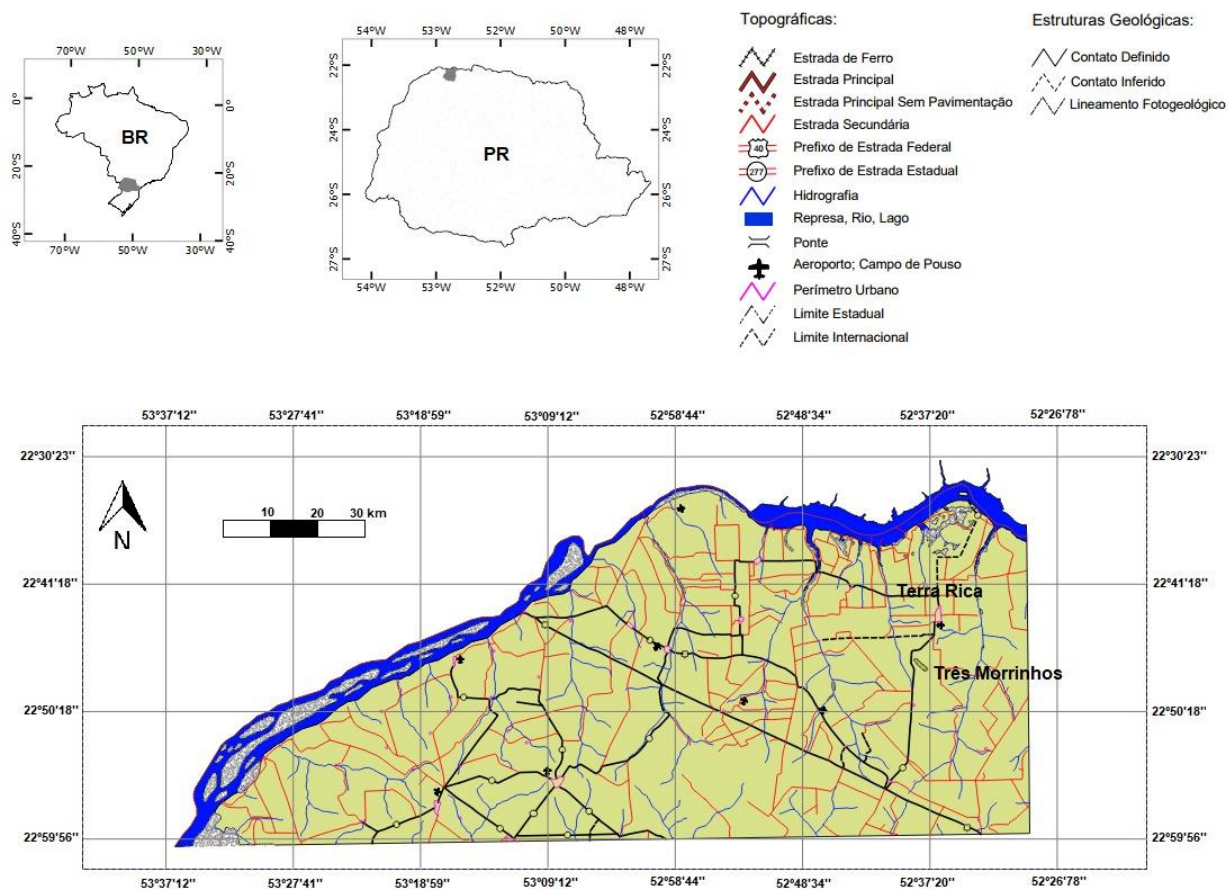 70°W 50°W 30°W
0° 0°
BR
20°S 20°S
40°S 40°S
70°W 50°W 30°W
54°W 52°W 50°W 48°W
22°S 22°S
24°S 24°S
PR
26°S 26°S
27°S 27°S
54°W 52°W 50°W 48°W
Topográficas:
Estrada de Ferro
Estrada Principal
Estrada Principal Sem Pavimentação
Estrada Secundária
40 Prefixo de Estrada Federal
277 Prefixo de Estrada Estadual
Hidrografia
Represa, Rio, Lago
Ponte
Aeroporto; Campo de Pouso
Perímetro Urbano
Limite Estadual
Limite Internacional
Estruturas Geológicas:
Contato Definido
Contato Inferido
Lineamento Fotogeológico
53°37'12" 53°27'41" 53°18'59" 53°09'12" 52°58'44" 52°48'34" 52°37'20" 52°26'78"
22°30'23" 22°30'23"
N
10 20 30 km
22°41'18" 22°41'18"
Terra Rica
Três Morrinhos
22°50'18" 22°50'18"
22°59'56" 22°59'56"
53°37'12" 53°27'41" 53°18'59" 53°09'12" 52°58'44" 52°48'34" 52°37'20" 52°26'78"